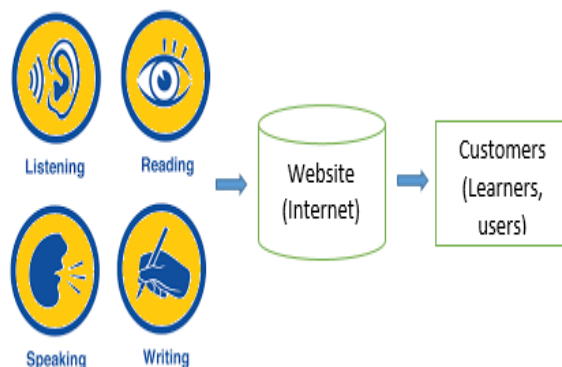 Listening
Reading
Speaking
Writing
Website
(Internet)
Customers
(Learners,
users)